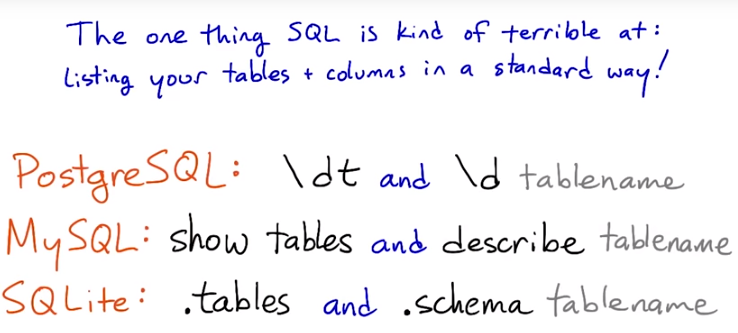 The one thing SQL is kind of terrible at:
Listing your tables + columns in a standard way!
PostgreSQL: \dt and \d tablename
MySQL: show tables and describe tablename
SQLite: .tables and .schema tablename